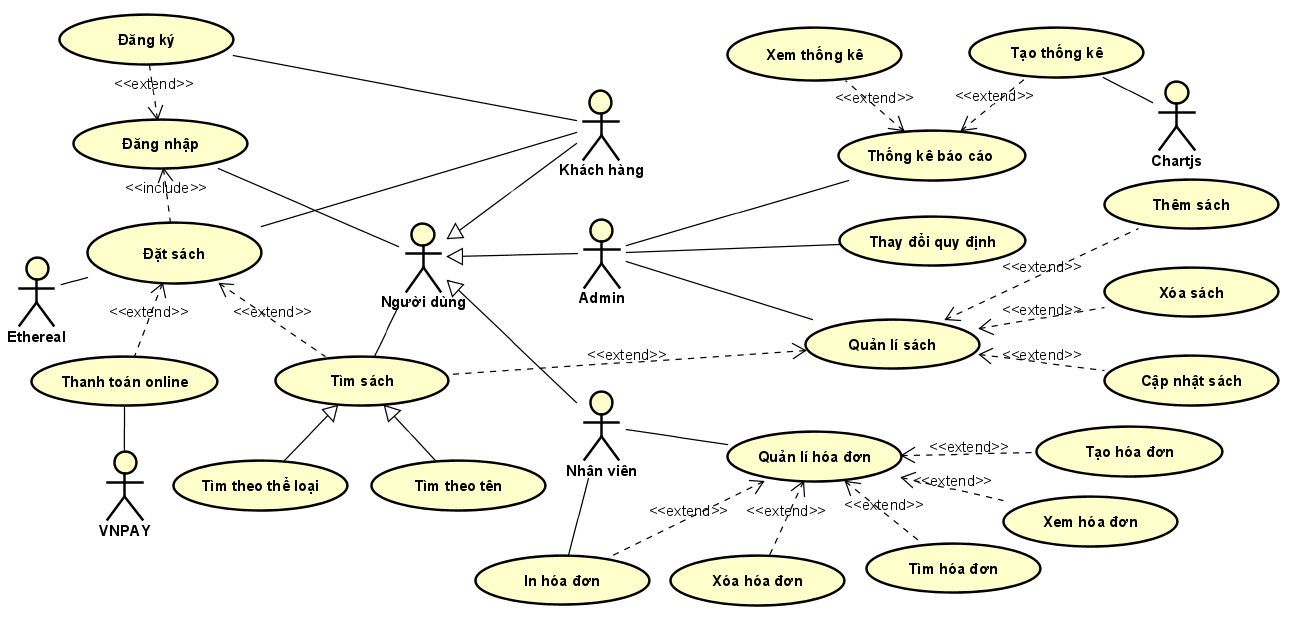 Đăng ký
Xem thống kê
Tạo thống kê
<<extend>>
<<extend>>
<<extend>>
Đăng nhập
Khách hàng
Thống kê báo cáo
Chartjs
<<include>>
Thêm sách
Đặt sách
Thay đổi quy định
<<extend>>
Người dùng
Admin
Xóa sách
Ethereal
<<extend>>
<<extend>>
<<extend>>
Quản lí sách
<<extend>>
<<extend>>
Thanh toán online
Tìm sách
Cập nhật sách
Nhân viên
Quản lí hóa đơn
<<extend>>
Tạo hóa đơn
Tìm theo thể loại
Tìm theo tên
<<extend>>
VNPAY
<<extend>>
<<extend>>
<<extend>>
Xem hóa đơn
In hóa đơn
Xóa hóa đơn
Tìm hóa đơn